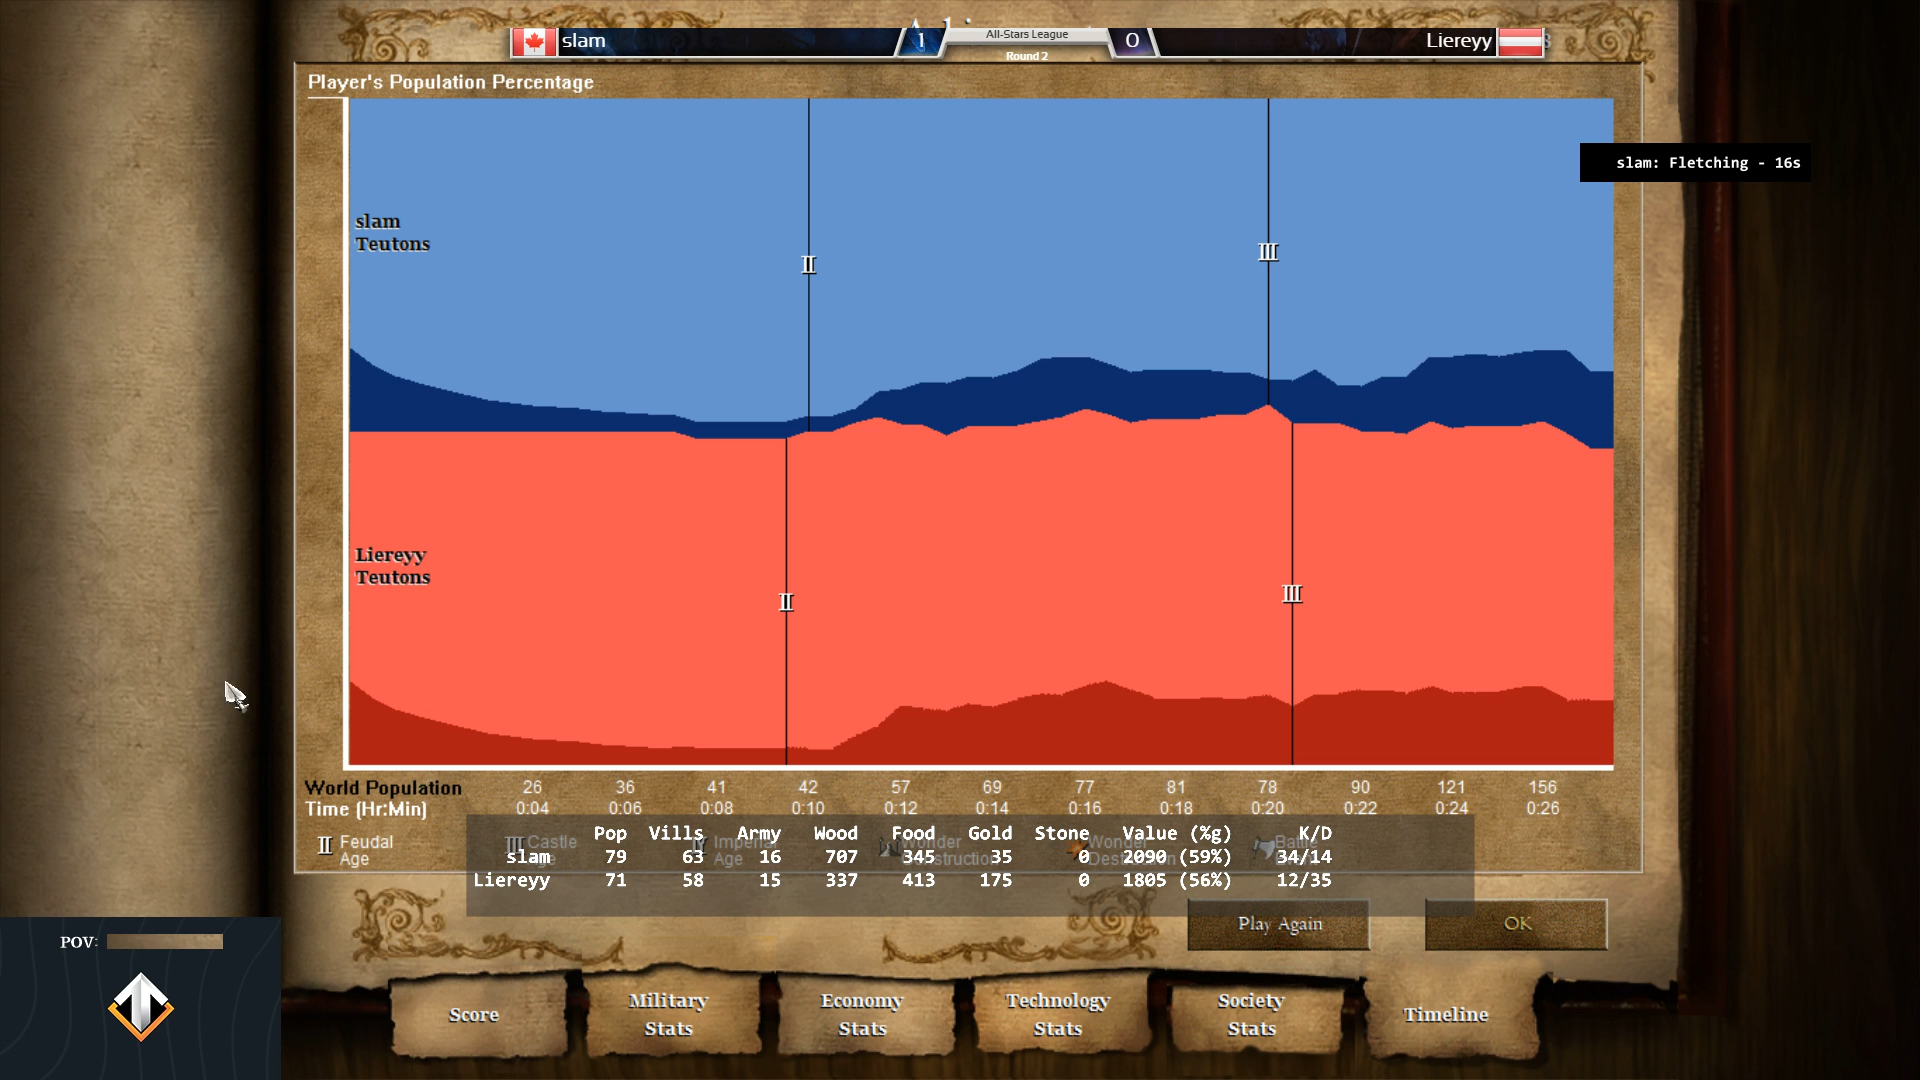 slam
1
All-Stars League
Round 2
0
Liereyy
Player's Population Percentage
slam: Fletching - 16s
slam
Teutons
II
III
Liereyy
Teutons
II
III
World Population 26 36 41 42 57 69 77 81 78 90 121 156
Time (Hr:Min) 0:04 0:06 0:08 0:10 0:12 0:14 0:16 0:18 0:20 0:22 0:24 0:26
II Feudal Age
III Castle
Age
Wonder
Wonder
Pop Vills Army Wood Food Gold Stone Value (%g) K/D
slam 79 63 16 707 345 35 0 2090 (59%) 34/14
Liereyy 71 58 15 337 413 175 0 1805 (56%) 12/35
Play Again
OK
POV:
Score
Military Stats
Economy Stats
Technology Stats
Society Stats
Timeline